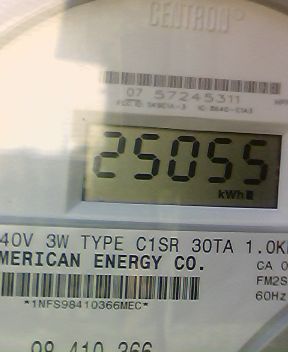 CENTRON®
07 57245311
25055
kWh
40V 3W TYPE C1SR 30TA 1.0K
MERICAN ENERGY CO.
CA 0
FM2S
*1NFS98410366MEC*
60Hz
98 410 366